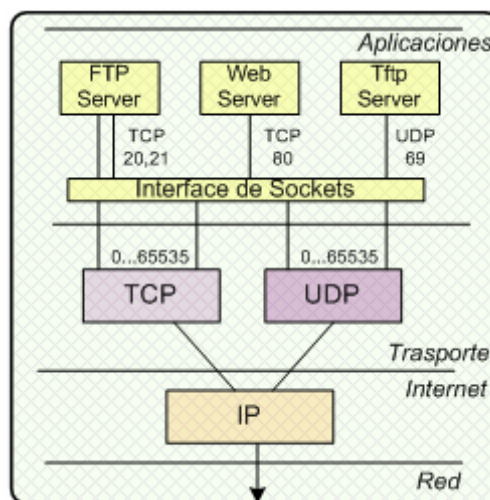 Aplicaciones
FTP
Server
Web
Server
Tftp
Server
TCP
20,21
TCP
80
UDP
69
Interface de Sockets
0...65535
0...65535
TCP
UDP
Trasporte
Internet
IP
Red